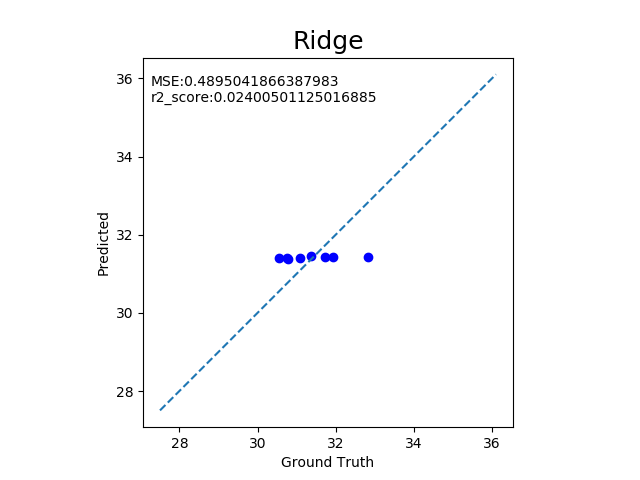 Ridge
MSE:0.4895041866387983
r2_score:0.02400501125016885
36
34
32
30
28
Predicted
28 30 32 34 36
Ground Truth